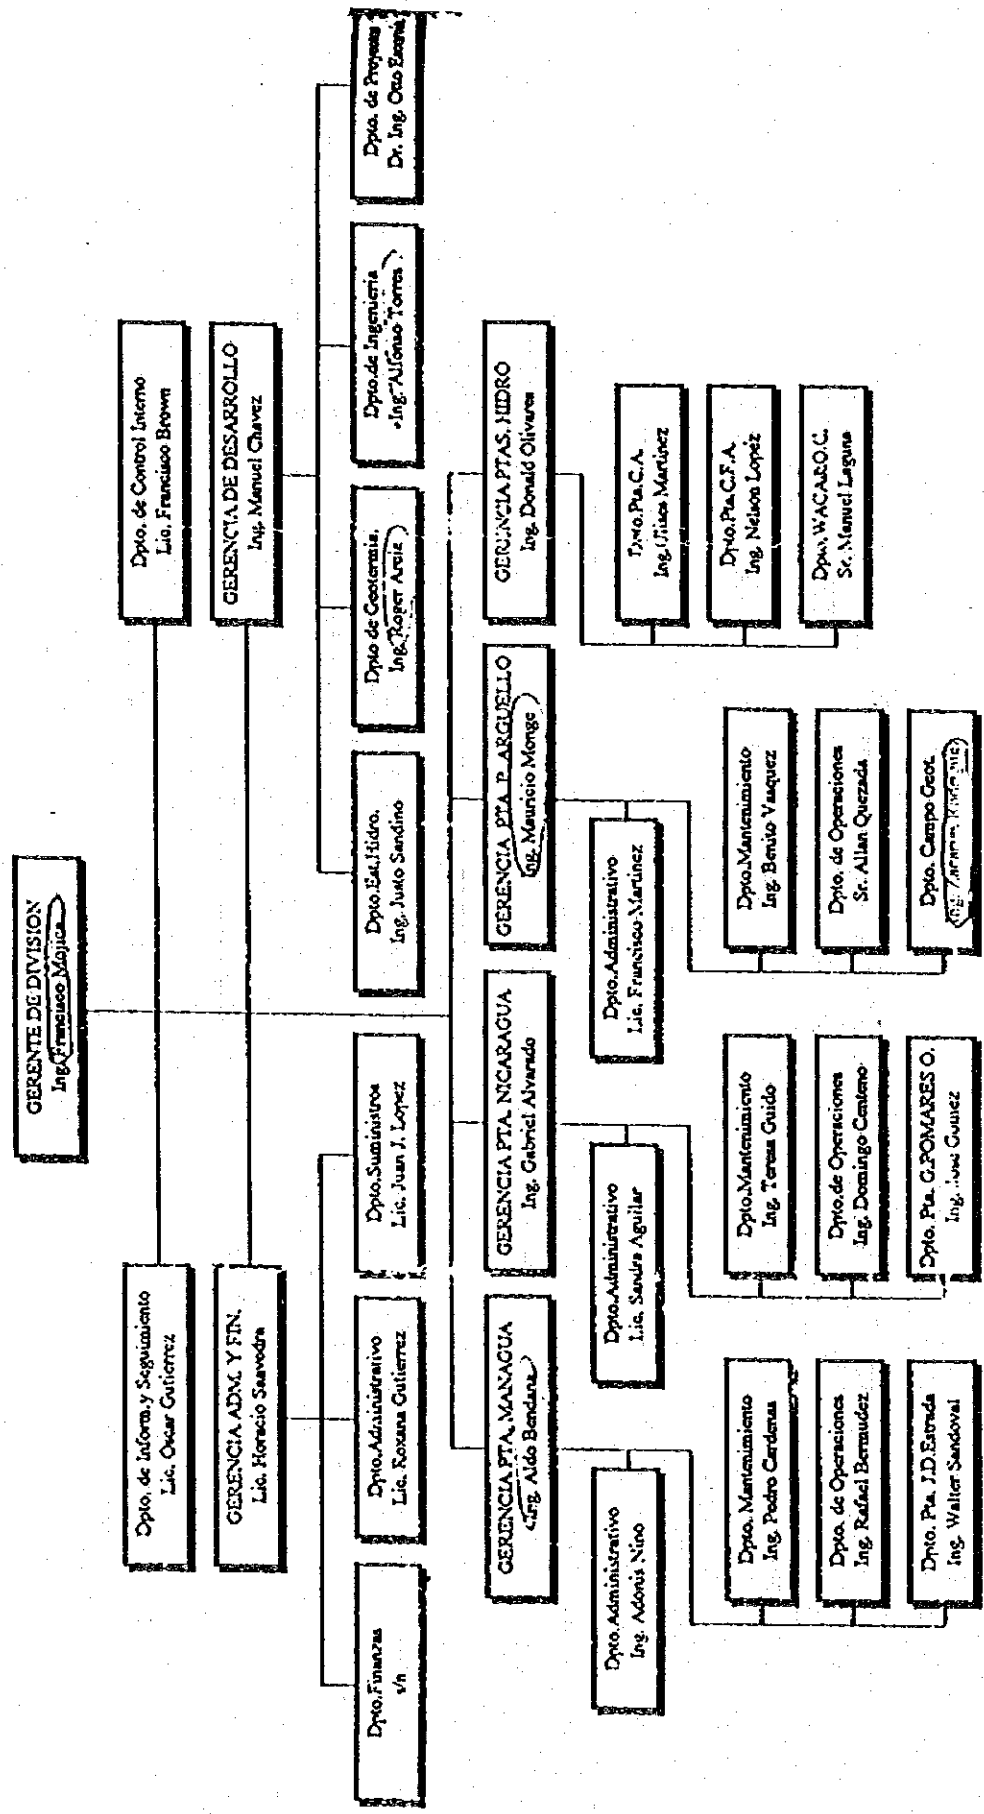 GERENTE DE DIVISION
Ing. Francisco Mojica
Dpto. de Inform. y Seguimiento
Lic. Oscar Gutierrez
Dpto. de Control Interno
Lic. Francisco Brown
GERENCIA ADM. Y FIN.
Lic. Horacio Saavedra
GERENCIA DE DESARROLLO
Ing. Manuel Chavez
Dpto. Finanzas
s/n
Dpto. Administrativo
Lic. Roxana Gutierrez
Dpto. Suministros
Lic. Juan J. Lopez
Dpto. Est. Hidro.
Ing. Justo Sandino
Dpto de Geotermia.
Ing. Roger Arcia
Dpto. de Ingenieria
Ing. Alfonso Torres
Dpto. de Proyectos
Dr. Ing. Otto
GERENCIA PTA. MANAGUA
Ing. Aldo Bendana
GERENCIA PTA. NICARAGUA
Ing. Gabriel Alvarado
GERENCIA PTA P. ARGUELLO
Ing. Mauricio Monge
GERENCIA PTAS. HIDRO
Ing. Donald Olivares
Dpto. Administrativo
Ing. Adonis Nino
Dpto. Administrativo
Lic. Sandra Aguilar
Dpto. Administrativo
Lic. Francisco Martinez
Dpto. Mantenimiento
Ing. Pedro Cardenas
Dpto. de Operaciones
Ing. Rafael Bermudez
Dpto. Pta. J.D. Estrada
Ing. Walter Sandoval
Dpto. Mantenimiento
Ing. Teresa Guido
Dpto. de Operaciones
Ing. Domingo Centeno
Dpto. Pta. G. POMARES O.
Ing. Gomez
Dpto. Mantenimiento
Ing. Benito Vasquez
Dpto. de Operaciones
Sr. Allan Quezada
Dpto. Campo Geot.
Ing.
Dpto. Pta. C.A.
Ing. Ulises Martinez
Dpto. Pta. C.F.A.
Ing. Nelson Lopez
Dpto. WACA&O.C.
Sr. Manuel Laguna